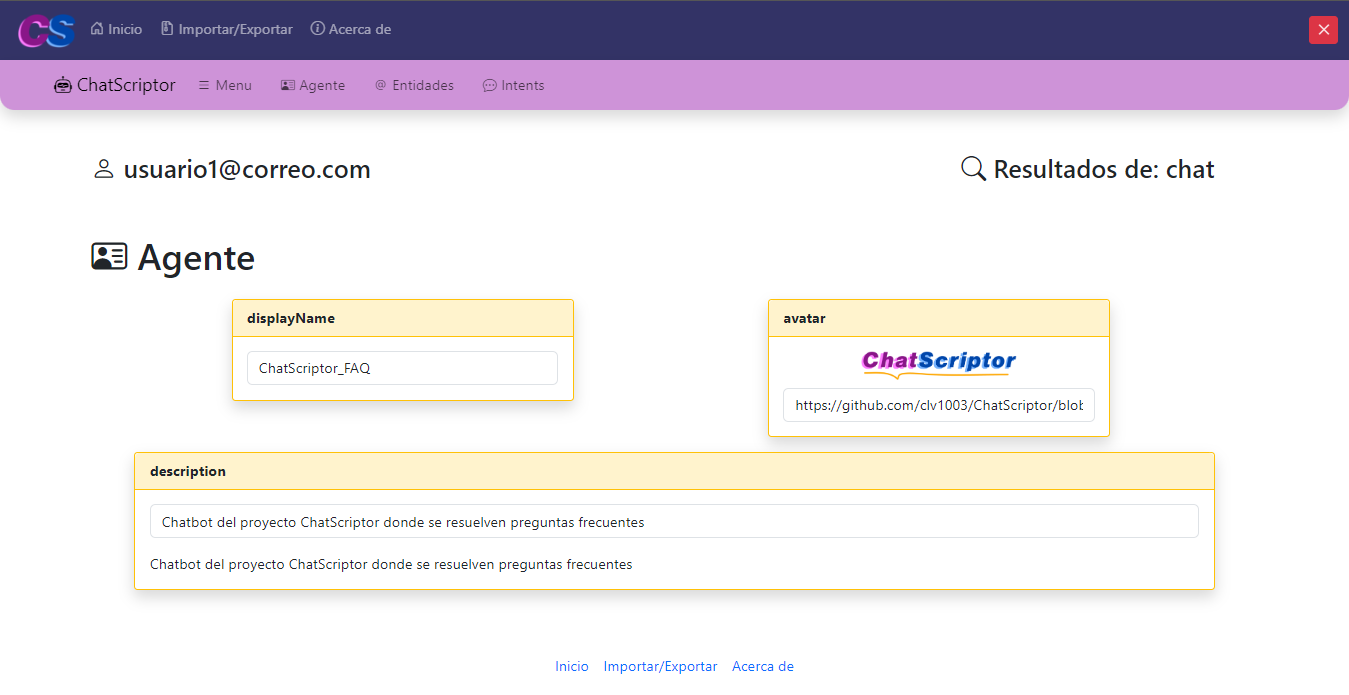 CS Inicio Importar/Exportar Acerca de
ChatScriptor Menu Agente Entidades Intents
usuario1@correo.com Resultados de: chat
Agente
displayName
ChatScriptor_FAQ
avatar
ChatScriptor
https://github.com/clv1003/ChatScriptor/blob
description
Chatbot del proyecto ChatScriptor donde se resuelven preguntas frecuentes
Chatbot del proyecto ChatScriptor donde se resuelven preguntas frecuentes
Inicio Importar/Exportar Acerca de